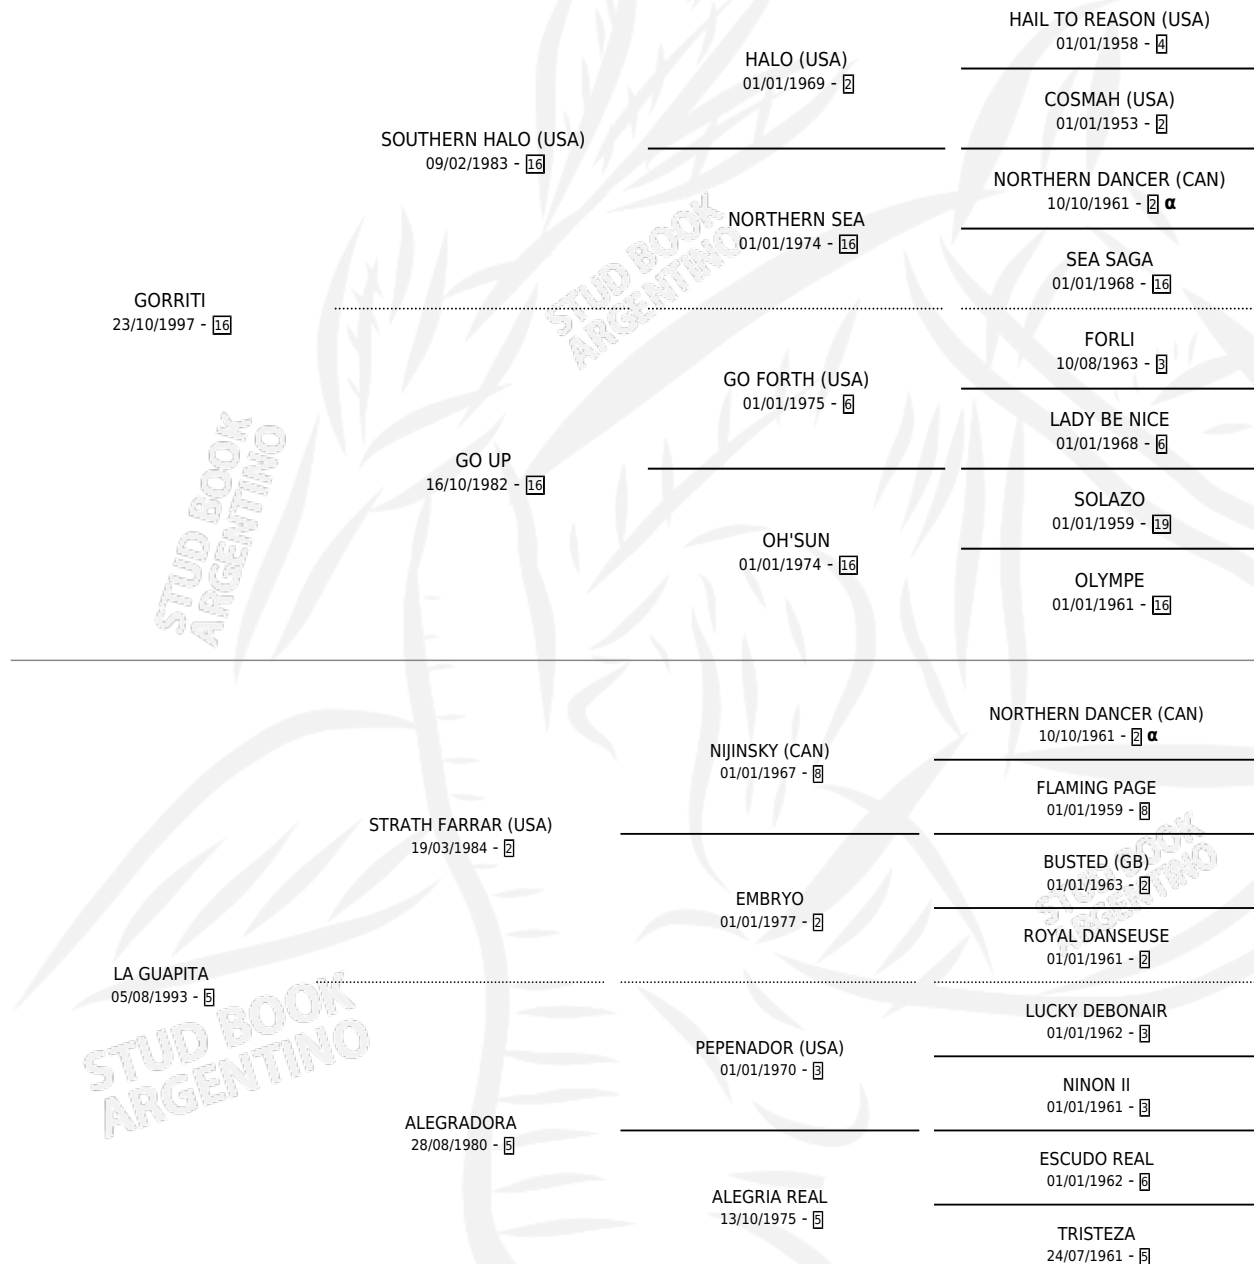 HAIL TO REASON (USA)
01/01/1958 - 4
HALO (USA)
01/01/1969 - 2
COSMAH (USA)
01/01/1953 - 2
SOUTHERN HALO (USA)
09/02/1983 - 16
NORTHERN DANCER (CAN)
10/10/1961 - 2 α
NORTHERN SEA
01/01/1974 - 16
SEA SAGA
01/01/1968 - 16
STUD BOOK
ARGENTINO
GORRITI
23/10/1997 - 16
FORLI
10/08/1963 - 3
GO FORTH (USA)
01/01/1975 - 6
LADY BE NICE
01/01/1968 - 6
GO UP
16/10/1982 - 16
STUD BOOK
ARGENTINO
SOLAZO
01/01/1959 - 19
OH'SUN
01/01/1974 - 16
OLYMPE
01/01/1961 - 16
NORTHERN DANCER (CAN)
10/10/1961 - 2 α
NIJINSKY (CAN)
01/01/1967 - 8
FLAMING PAGE
01/01/1959 - 8
STRATH FARRAR (USA)
19/03/1984 - 2
BUSTED (GB)
01/01/1963 - 2
STUD BOOK
ARGENTINO
EMBRYO
01/01/1977 - 2
ROYAL DANSEUSE
01/01/1961 - 2
LA GUAPITA
05/08/1993 - 5
STUD BOOK
ARGENTINO
LUCKY DEBONAIR
01/01/1962 - 3
PEPENADOR (USA)
01/01/1970 - 3
NINON II
01/01/1961 - 3
ALEGRADORA
28/08/1980 - 5
ESCUDO REAL
01/01/1962 - 6
ALEGRIA REAL
13/10/1975 - 5
TRISTEZA
24/07/1961 - 5